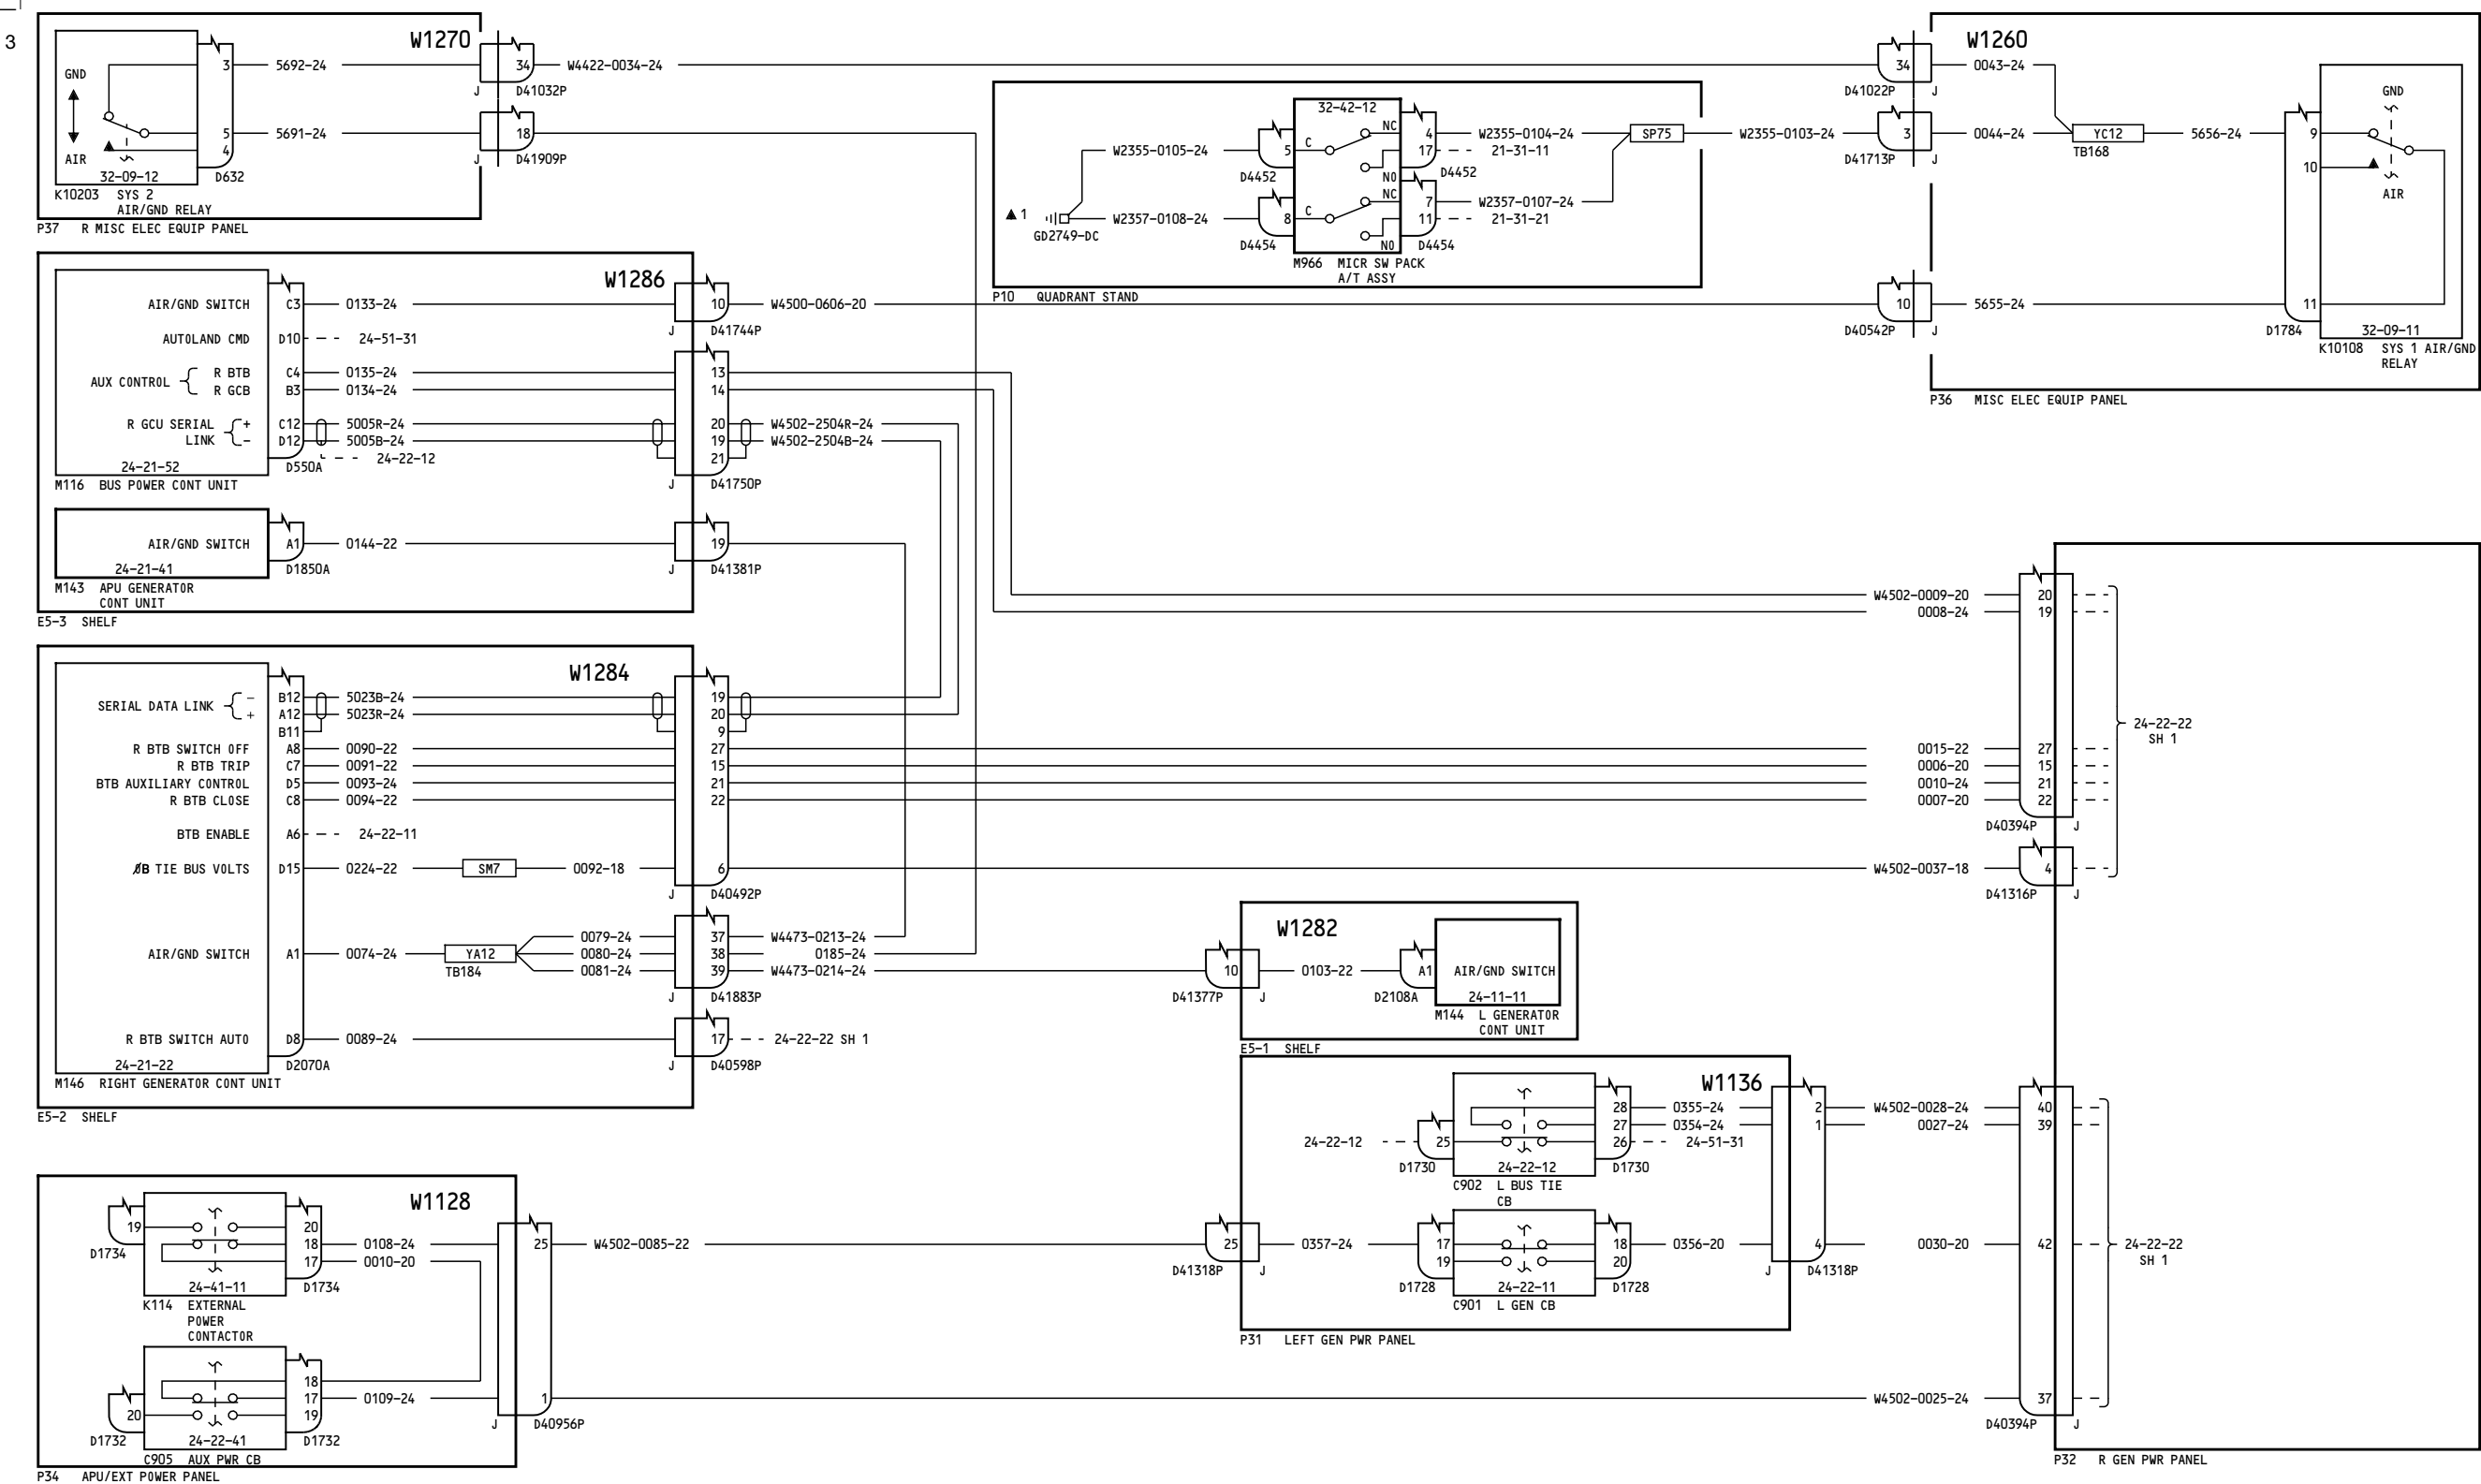 3
W1270
GND
AIR
3
5
4
5692-24
5691-24
32-09-12
D632
K10203 SYS 2
AIR/GND RELAY
P37 R MISC ELEC EQUIP PANEL
34
J D41032P
W4422-0034-24
18
J D41909P
P10 QUADRANT STAND
▲ 1
GD2749-DC
W2355-0105-24
W2357-0108-24
5
D4452
8
D4454
32-42-12
C
NC
NO
C
NC
NO
M966 MICR SW PACK
A/T ASSY
4
17
D4452
7
11
D4454
W2355-0104-24
21-31-11
W2357-0107-24
21-31-21
SP75
W2355-0103-24
34
D41022P J
3
D41713P J
10
D40542P J
W1260
0043-24
0044-24
YC12
TB168
5656-24
5655-24
9
10
11
D1784
GND
AIR
32-09-11
K10108 SYS 1 AIR/GND
RELAY
P36 MISC ELEC EQUIP PANEL
W1286
AIR/GND SWITCH C3 0133-24 10 W4500-0606-20
J D41744P
AUTOLAND CMD D10 24-51-31
AUX CONTROL
R BTB C4 0135-24 13
R GCB B3 0134-24 14
R GCU SERIAL + C12 5005R-24 20 W4502-2504R-24
LINK − D12 5005B-24 19 W4502-2504B-24
24-22-12 21
24-21-52 D550A
J D41750P
M116 BUS POWER CONT UNIT
AIR/GND SWITCH A1 0144-22 19
24-21-41 D1850A J D41381P
M143 APU GENERATOR
CONT UNIT
E5-3 SHELF
W4502-0009-20 20
0008-24 19
W1284
SERIAL DATA LINK
− B12 5023B-24 19
+ A12 5023R-24 20
B11 9
R BTB SWITCH OFF A8 0090-22 27 0015-22 27
R BTB TRIP C7 0091-22 15 0006-20 15
BTB AUXILIARY CONTROL D5 0093-24 21 0010-24 21
R BTB CLOSE C8 0094-22 22 0007-20 22
24-22-22
SH 1
D40394P J
BTB ENABLE A6 24-22-11
ØB TIE BUS VOLTS D15 0224-22 SM7 0092-18 6 W4502-0037-18 4
J D40492P
D41316P J
AIR/GND SWITCH A1 0074-24 YA12
TB184
0079-24 37 W4473-0213-24
0080-24 38 0185-24
0081-24 39 W4473-0214-24
J D41883P
R BTB SWITCH AUTO D8 0089-24 17 24-22-22 SH 1
24-21-22 D2070A J D40598P
M146 RIGHT GENERATOR CONT UNIT
E5-2 SHELF
W1282
10
D41377P J
0103-22
A1
D2108A
AIR/GND SWITCH
24-11-11
M144 L GENERATOR
CONT UNIT
E5-1 SHELF
W1136
24-22-12
25
D1730
24-22-12
C902 L BUS TIE
CB
28 0355-24 2 W4502-0028-24 40
27 0354-24 1 0027-24 39
26 24-51-31
D1730
25
D41318P J
0357-24
17
19
D1728
24-22-11
C901 L GEN CB
18
20
D1728
0356-20
4
J D41318P
0030-20 42
24-22-22
SH 1
P31 LEFT GEN PWR PANEL
W1128
19
D1734
24-41-11
K114 EXTERNAL
POWER
CONTACTOR
20
18
17
D1734
0108-24
0010-20
25 W4502-0085-22
20
D1732
24-22-41
C905 AUX PWR CB
18
17
19
D1732
0109-24
1
J D40956P
W4502-0025-24 37
D40394P J
P34 APU/EXT POWER PANEL
P32 R GEN PWR PANEL